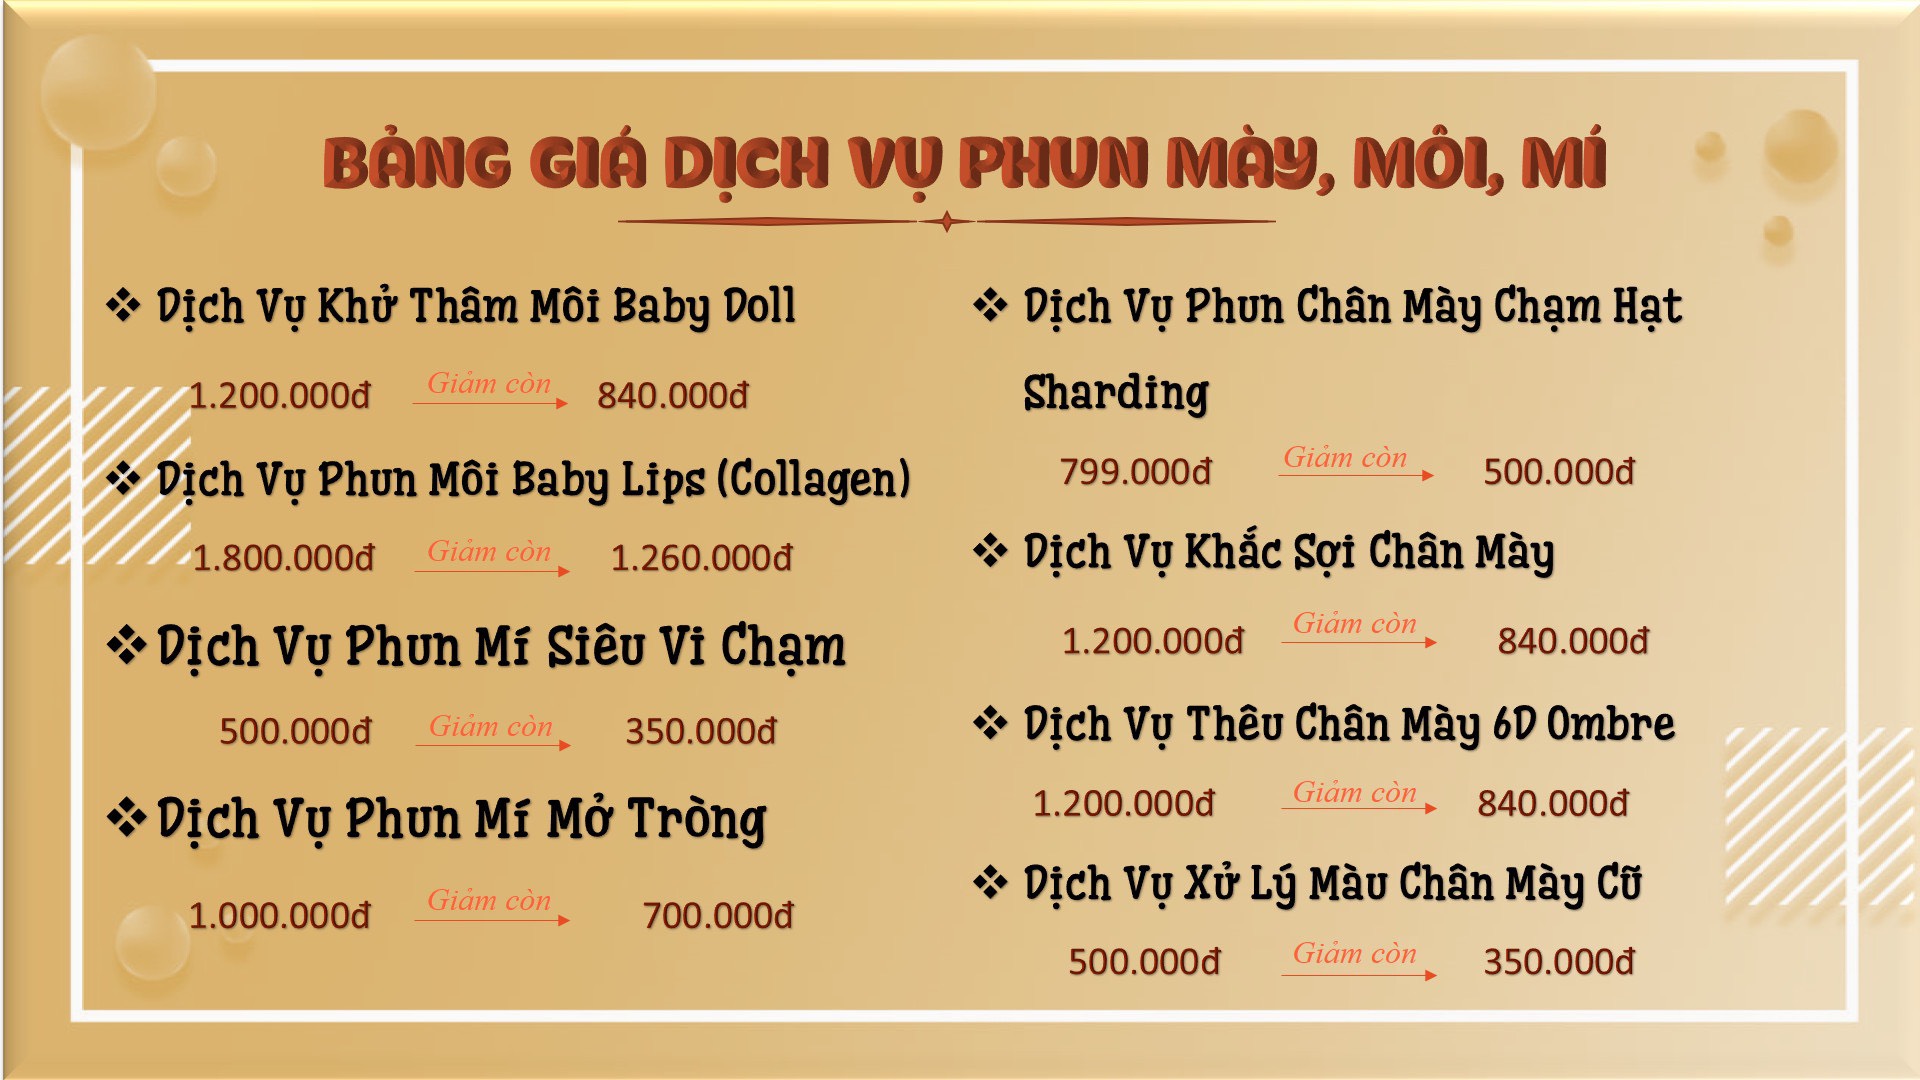 BẢNG GIÁ DỊCH VỤ PHUN MÀY, MÔI, MÍ
❖ Dịch Vụ Khử Thâm Môi Baby Doll
1.200.000đ Giảm còn 840.000đ
❖ Dịch Vụ Phun Môi Baby Lips (Collagen)
1.800.000đ Giảm còn 1.260.000đ
❖ Dịch Vụ Phun Mí Siêu Vi Chạm
500.000đ Giảm còn 350.000đ
❖ Dịch Vụ Phun Mí Mở Tròng
1.000.000đ Giảm còn 700.000đ
❖ Dịch Vụ Phun Chân Mày Chạm Hạt
Sharding
799.000đ Giảm còn 500.000đ
❖ Dịch Vụ Khắc Sợi Chân Mày
1.200.000đ Giảm còn 840.000đ
❖ Dịch Vụ Thêu Chân Mày 6D Ombre
1.200.000đ Giảm còn 840.000đ
❖ Dịch Vụ Xử Lý Màu Chân Mày Cũ
500.000đ Giảm còn 350.000đ